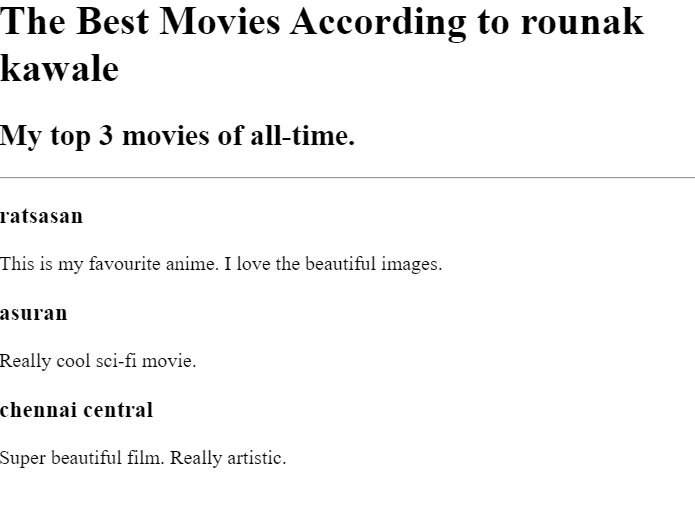 The Best Movies According to rounak
kawale
My top 3 movies of all-time.
ratsasan
This is my favourite anime. I love the beautiful images.
asuran
Really cool sci-fi movie.
chennai central
Super beautiful film. Really artistic.